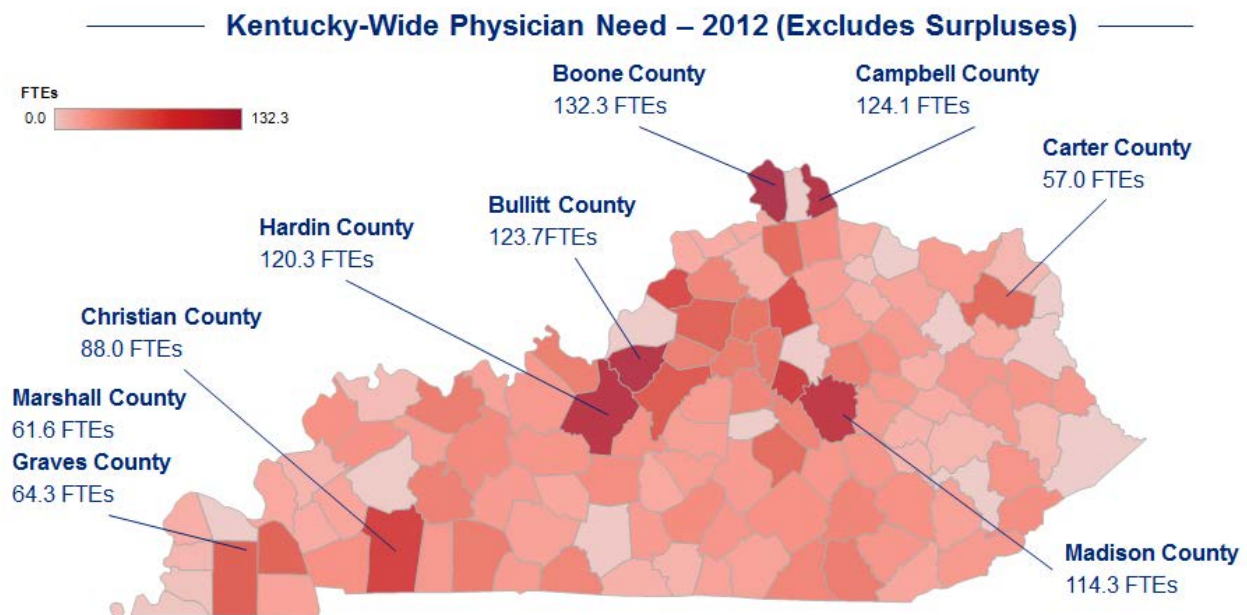 Kentucky-Wide Physician Need – 2012 (Excludes Surpluses)
Boone County
132.3 FTEs
Campbell County
124.1 FTEs
FTEs
0.0
132.3
Carter County
57.0 FTEs
Bullitt County
123.7FTEs
Hardin County
120.3 FTEs
Christian County
88.0 FTEs
Marshall County
61.6 FTEs
Graves County
64.3 FTEs
Madison County
114.3 FTEs